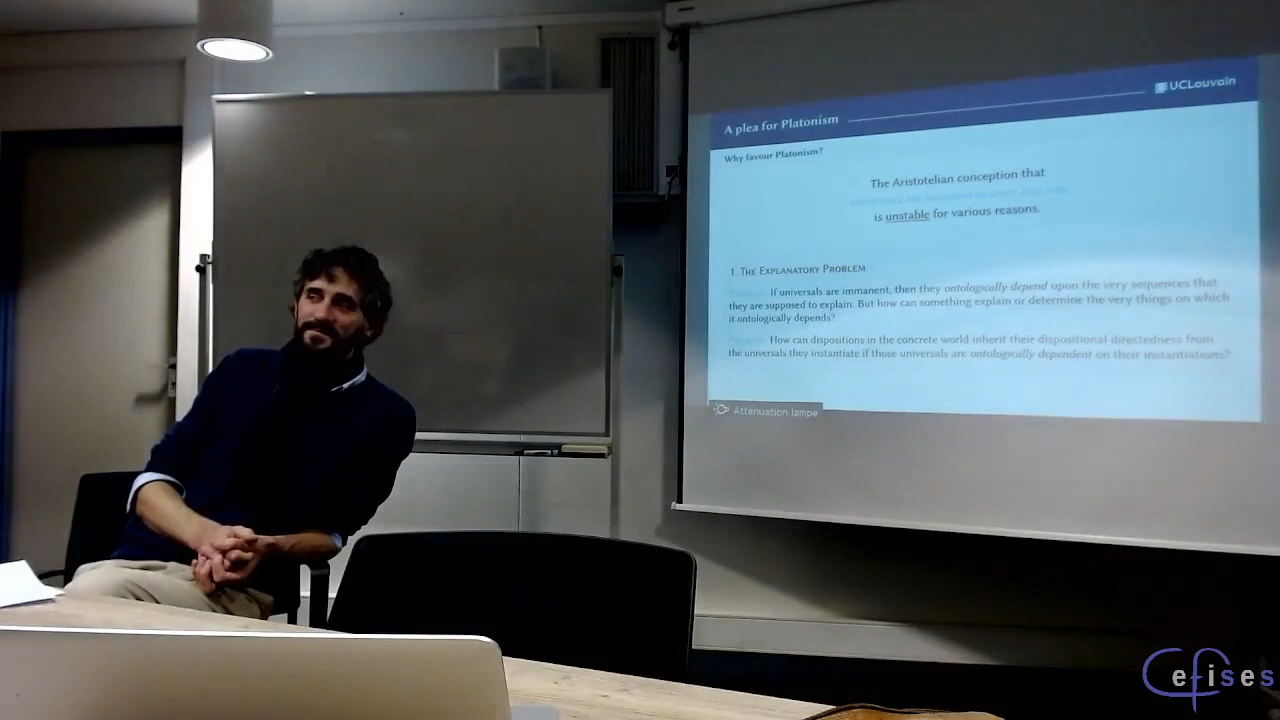 UCLouvain
A plea for Platonism
Why favour Platonism?
The Aristotelian conception that
is unstable for various reasons.
1. The Explanatory Problem
If universals are immanent, then they ontologically depend upon the very sequences that
they are supposed to explain. But how can something explain or determine the very things on which
it ontologically depends?
How can dispositions in the concrete world inherit their dispositional directedness from
the universals they instantiate if those universals are ontologically dependent on their instantiations?
Attenuation lampe
Cefises